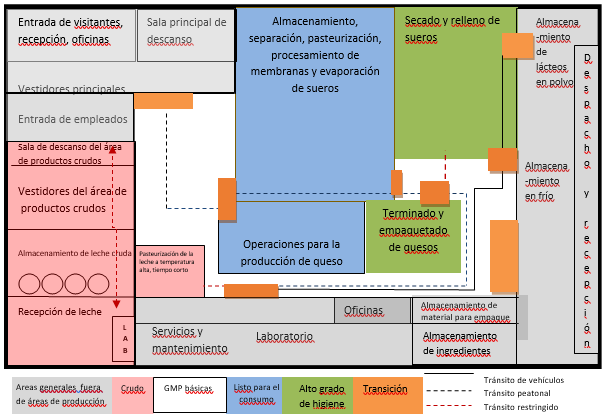 Entrada de visitantes,
recepción, oficinas
Sala principal de
descanso
Vestidores principales
Entrada de empleados
Sala de descanso del área
de productos crudos
Vestidores del área de
productos crudos
Almacenamiento de leche cruda
Recepción de leche
L
A
B
Pasteurización de la
leche a temperatura
alta, tiempo corto
Almacenamiento,
separación, pasteurización,
procesamiento de
membranas y evaporación
de sueros
Operaciones para la
producción de queso
Secado y relleno de
sueros
Terminado y
empaquetado
de quesos
Almacena
-miento
de
lácteos
en polvo
Almacena
-miento
en frío
D
e
s
p
a
c
h
o
y
r
e
c
e
p
c
i
ó
n
Servicios y
mantenimiento
Laboratorio
Oficinas
Almacenamiento de
material para empaque
Almacenamiento
de ingredientes
Areas generales, fuera
de áreas de producción
Crudo
GMP básicas
Listo para el
consumo
Alto grado
de higiene
Transición
Tránsito de vehículos
Tránsito peatonal
Tránsito restringido